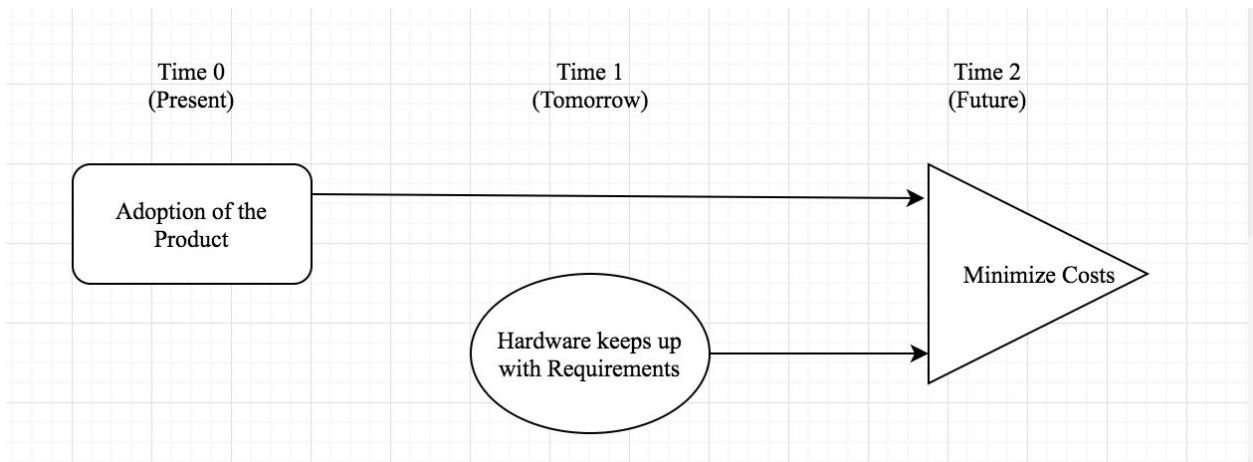 Time 0
(Present)
Time 1
(Tomorrow)
Time 2
(Future)
Adoption of the
Product
Hardware keeps up
with Requirements
Minimize Costs